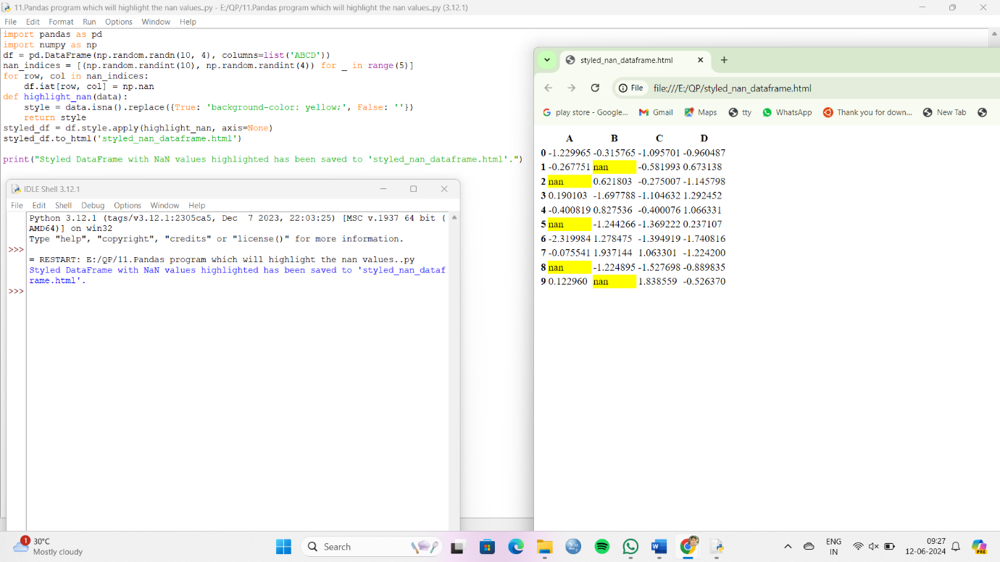 11.Pandas program which will highlight the nan values..py - E:/QP/11.Pandas program which will highlight the nan values..py (3.12.1)
File Edit Format Run Options Window Help
import pandas as pd
import numpy as np
df = pd.DataFrame(np.random.randn(10, 4), columns=list('ABCD'))
nan_indices = [(np.random.randint(10), np.random.randint(4)) for _ in range(5)]
for row, col in nan_indices:
    df.iat[row, col] = np.nan
def highlight_nan(data):
    style = data.isna().replace({True: 'background-color: yellow;', False: ''})
    return style
styled_df = df.style.apply(highlight_nan, axis=None)
styled_df.to_html('styled_nan_dataframe.html')
print("Styled DataFrame with NaN values highlighted has been saved to 'styled_nan_dataframe.html'.")
IDLE Shell 3.12.1
File Edit Shell Debug Options Window Help
Python 3.12.1 (tags/v3.12.1:2305ca5, Dec  7 2023, 22:03:25) [MSC v.1937 64 bit (
AMD64)] on win32
Type "help", "copyright", "credits" or "license()" for more information.
>>>
= RESTART: E:/QP/11.Pandas program which will highlight the nan values..py
Styled DataFrame with NaN values highlighted has been saved to 'styled_nan_dataf
rame.html'.
>>>
styled_nan_dataframe.html
File file:///E:/QP/styled_nan_dataframe.html
play store - Google... Gmail Maps tty WhatsApp Thank you for down... New Tab
A B C D
0 -1.229965 -0.315765 -1.095701 -0.960487
1 -0.267751 nan -0.581993 0.673138
2 nan 0.621803 -0.275007 -1.145798
3 0.190103 -1.697788 -1.104632 1.292452
4 -0.400819 0.827536 -0.400076 1.066331
5 nan -1.244266 -1.369222 0.237107
6 -2.319984 1.278475 -1.394919 -1.740816
7 -0.075541 1.937144 1.063301 -1.224200
8 nan -1.224895 -1.527698 -0.889835
9 0.122960 nan 1.838559 -0.526370
1
30°C
Mostly cloudy
Search
ENG
IN
09:27
12-06-2024
PRE